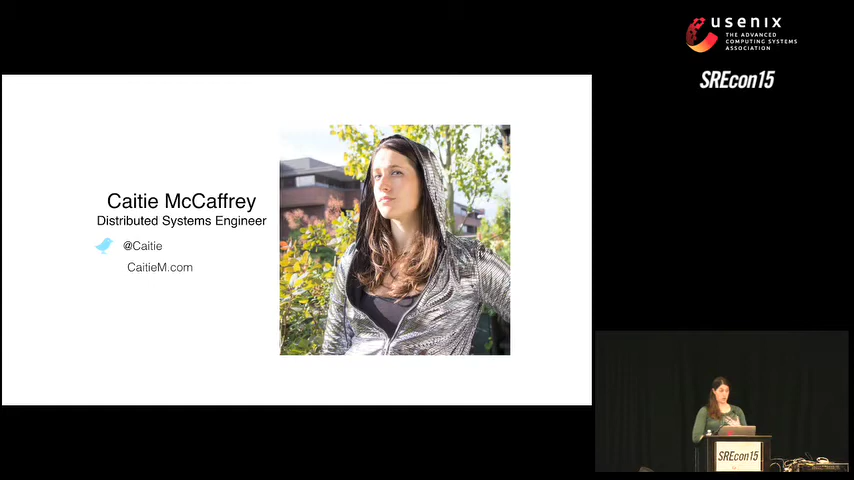 usenix
THE ADVANCED
COMPUTING SYSTEMS
ASSOCIATION
SREcon15
Caitie McCaffrey
Distributed Systems Engineer
@Caitie
CaitieM.com
SREcon15